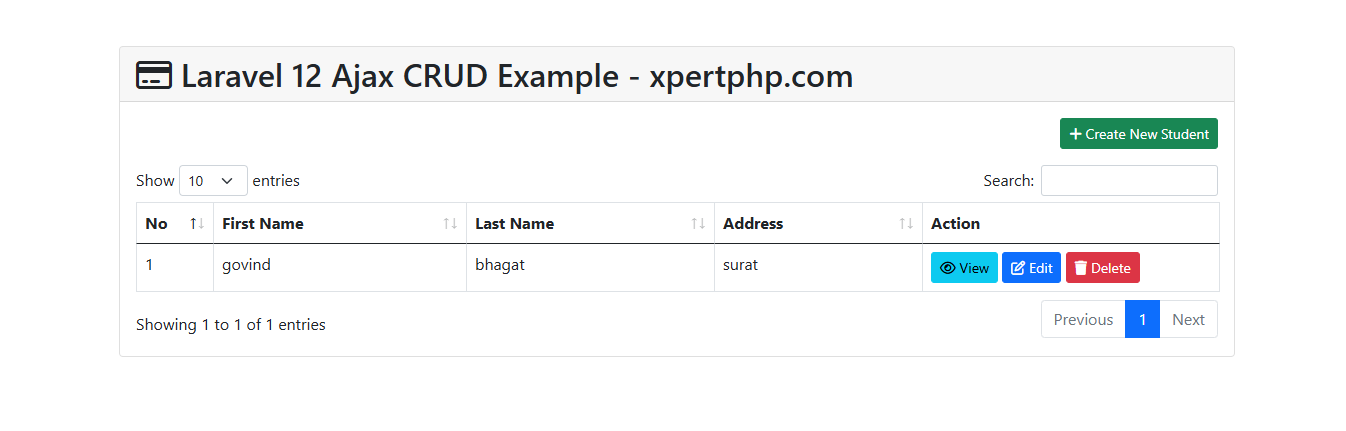 Laravel 12 Ajax CRUD Example - xpertphp.com
Create New Student
Show 10 entries Search:
No First Name Last Name Address Action
1 govind bhagat surat View Edit Delete
Showing 1 to 1 of 1 entries Previous 1 Next